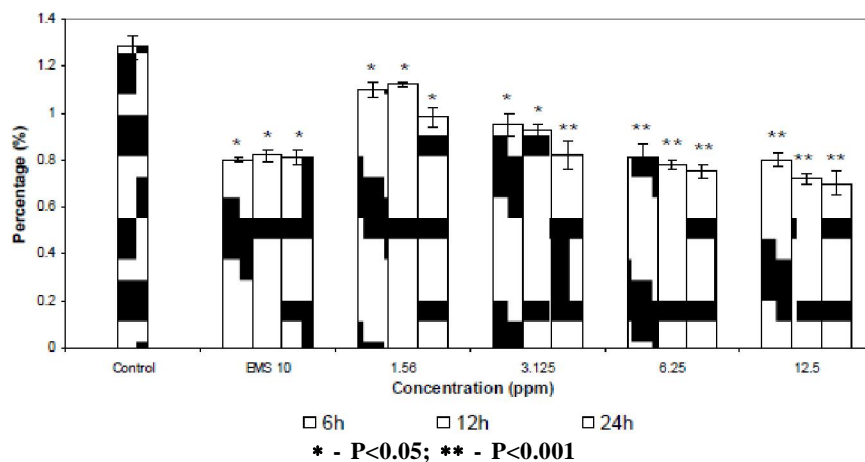 1.4
1.2
1
0.8
0.6
0.4
0.2
0
Percentage (%)
* * * * * * * * ** ** ** ** ** ** **
Control EMS 10 1.56 3.125 6.25 12.5
Concentration (ppm)
6h 12h 24h
* - P<0.05; ** - P<0.001